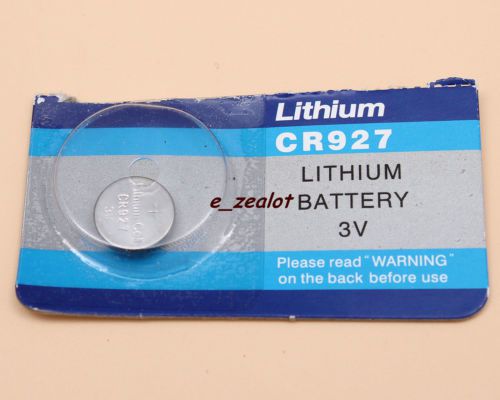 Lithium
CR927
LITHIUM
BATTERY
3V
Please read "WARNING"
on the back before use
e_zealot
+
CR927
3V